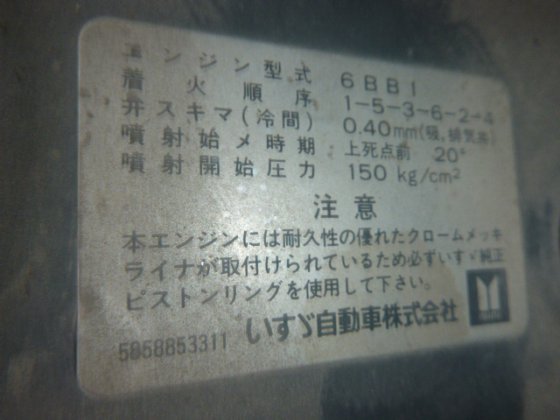 エンジン型式 6BB1
着火順序 1-5-3-6-2-4
弁スキマ(冷間) 0.40mm(吸,排気共)
噴射始メ時期 上死点前 20°
噴射開始圧力 150 kg/cm²
注意
本エンジンには耐久性の優れたクロームメッキ
ライナが取付けられているため必ずいすゞ純正
ピストンリングを使用して下さい。
5858853311 いすゞ自動車株式会社